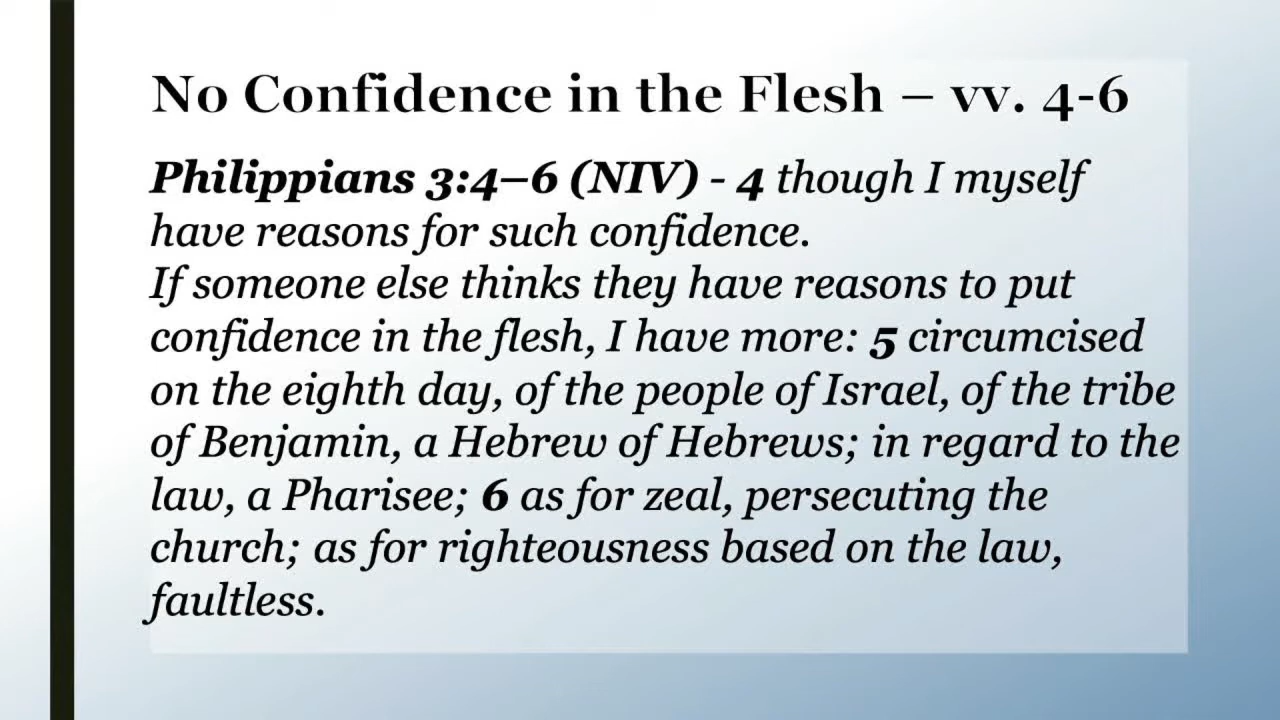 No Confidence in the Flesh – vv. 4-6
Philippians 3:4–6 (NIV) - 4 though I myself
have reasons for such confidence.
If someone else thinks they have reasons to put
confidence in the flesh, I have more: 5 circumcised
on the eighth day, of the people of Israel, of the tribe
of Benjamin, a Hebrew of Hebrews; in regard to the
law, a Pharisee; 6 as for zeal, persecuting the
church; as for righteousness based on the law,
faultless.